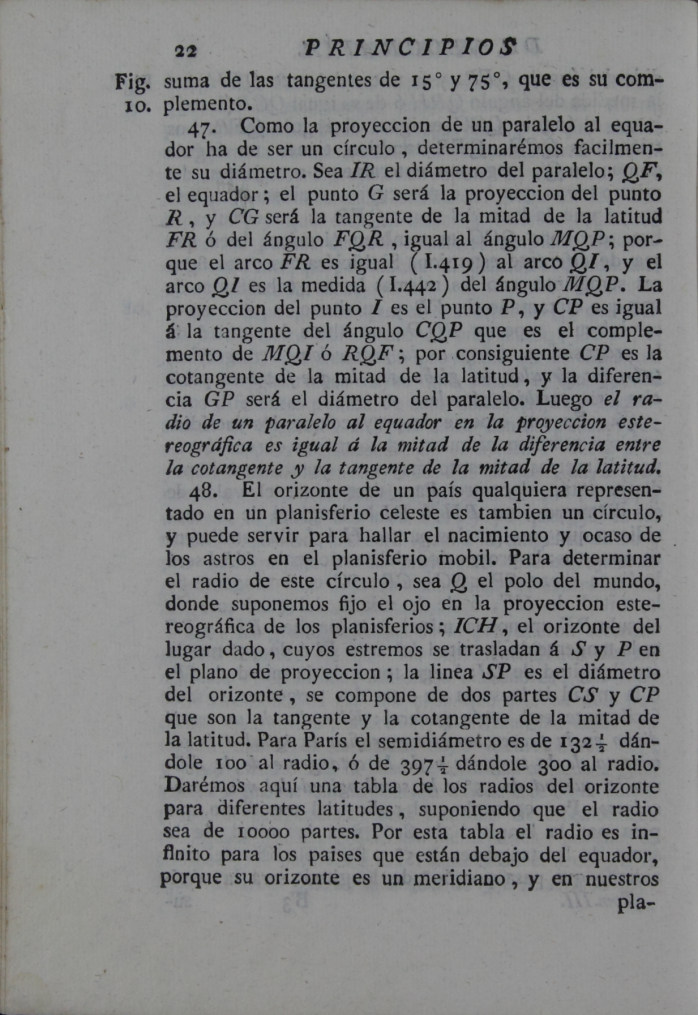 22 PRINCIPIOS
Fig. suma de las tangentes de 15° y 75°, que es su com-
10. plemento.
47. Como la proyeccion de un paralelo al equa-
dor ha de ser un círculo, determinarémos facilmen-
te su diámetro. Sea IR el diámetro del paralelo; QF,
el equador; el punto G será la proyeccion del punto
R, y CG será la tangente de la mitad de la latitud
FR ó del ángulo FQR, igual al ángulo MQP; por-
que el arco FR es igual (I.419) al arco QI, y el
arco QI es la medida (I.442) del ángulo MQP. La
proyeccion del punto I es el punto P, y CP es igual
á la tangente del ángulo CQP que es el comple-
mento de MQI ó RQF; por consiguiente CP es la
cotangente de la mitad de la latitud, y la diferen-
cia GP será el diámetro del paralelo. Luego el ra-
dio de un paralelo al equador en la proyeccion este-
reográfica es igual á la mitad de la diferencia entre
la cotangente y la tangente de la mitad de la latitud.
48. El orizonte de un país qualquiera represen-
tado en un planisferio celeste es tambien un círculo,
y puede servir para hallar el nacimiento y ocaso de
los astros en el planisferio mobil. Para determinar
el radio de este círculo, sea Q el polo del mundo,
donde suponemos fijo el ojo en la proyeccion este-
reográfica de los planisferios; ICH, el orizonte del
lugar dado, cuyos estremos se trasladan á S y P en
el plano de proyeccion; la linea SP es el diámetro
del orizonte, se compone de dos partes CS y CP
que son la tangente y la cotangente de la mitad de
la latitud. Para París el semidiámetro es de 132½ dán-
dole 100 al radio, ó de 397½ dándole 300 al radio.
Darémos aquí una tabla de los radios del orizonte
para diferentes latitudes, suponiendo que el radio
sea de 10000 partes. Por esta tabla el radio es in-
finito para los paises que están debajo del equador,
porque su orizonte es un meridiano, y en nuestros
pla-